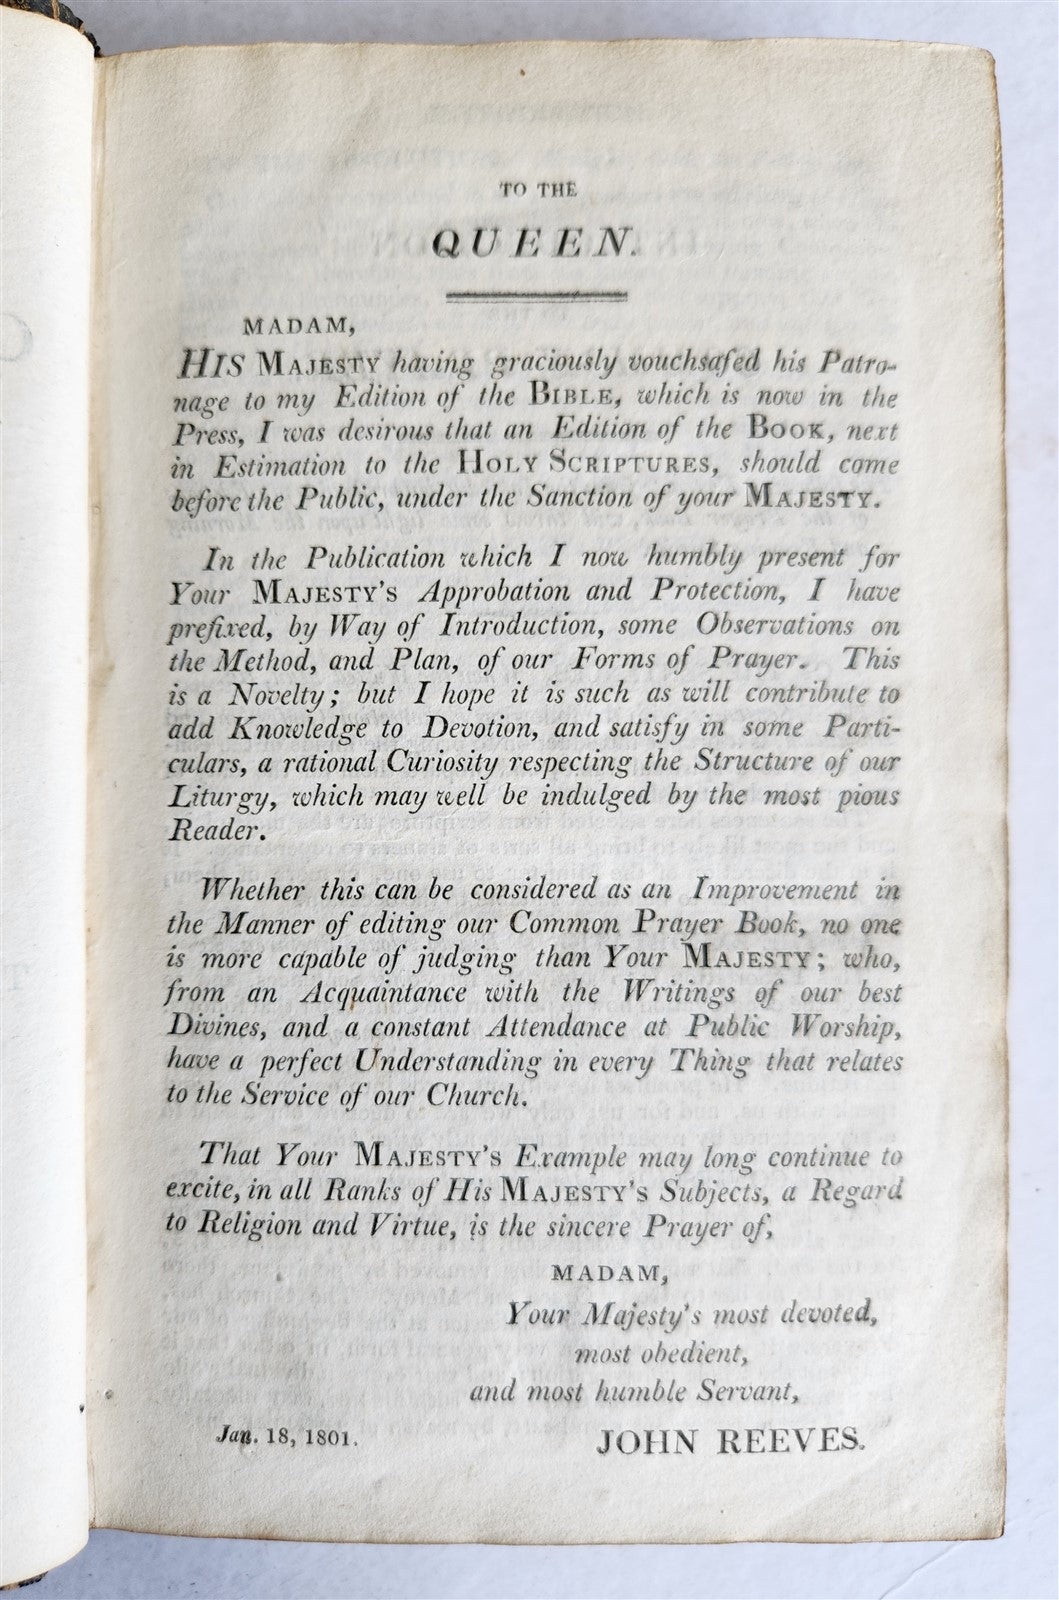 TO THE
QUEEN.
MADAM,
HIS MAJESTY having graciously vouchsafed his Patro-
nage to my Edition of the BIBLE, which is now in the
Press, I was desirous that an Edition of the BOOK, next
in Estimation to the HOLY SCRIPTURES, should come
before the Public, under the Sanction of your MAJESTY.
In the Publication which I now humbly present for
Your MAJESTY'S Approbation and Protection, I have
prefixed, by Way of Introduction, some Observations on
the Method, and Plan, of our Forms of Prayer. This
is a Novelty; but I hope it is such as will contribute to
add Knowledge to Devotion, and satisfy in some Parti-
culars, a rational Curiosity respecting the Structure of our
Liturgy, which may well be indulged by the most pious
Reader.
Whether this can be considered as an Improvement in
the Manner of editing our Common Prayer Book, no one
is more capable of judging than Your MAJESTY; who,
from an Acquaintance with the Writings of our best
Divines, and a constant Attendance at Public Worship,
have a perfect Understanding in every Thing that relates
to the Service of our Church.
That Your MAJESTY'S Example may long continue to
excite, in all Ranks of His MAJESTY'S Subjects, a Regard
to Religion and Virtue, is the sincere Prayer of,
MADAM,
Your Majesty's most devoted,
most obedient,
and most humble Servant,
Jan. 18, 1801. JOHN REEVES.